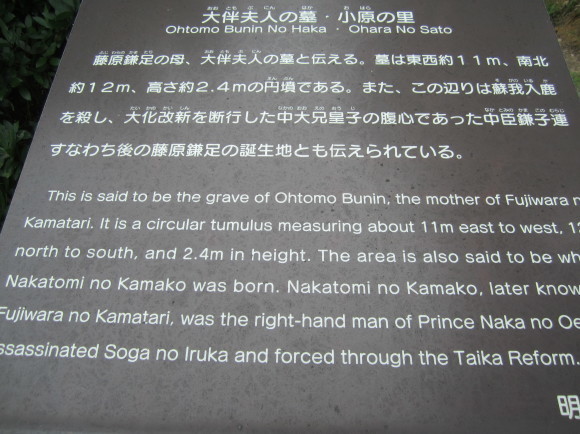 大伴夫人の墓・小原の里
Ohtomo Bunin No Haka ・ Ohara No Sato
藤原鎌足の母、大伴夫人の墓と伝える。墓は東西約11m、南北
約12m、高さ約2.4mの円墳である。また、この辺りは蘇我入鹿
を殺し、大化改新を断行した中大兄皇子の腹心であった中臣鎌子連
すなわち後の藤原鎌足の誕生地とも伝えられている。
This is said to be the grave of Ohtomo Bunin, the mother of Fujiwara n
Kamatari. It is a circular tumulus measuring about 11m east to west, 12
north to south, and 2.4m in height. The area is also said to be wh
Nakatomi no Kamako was born. Nakatomi no Kamako, later know
Fujiwara no Kamatari, was the right-hand man of Prince Naka no Oe
ssassinated Soga no Iruka and forced through the Taika Reform.
明